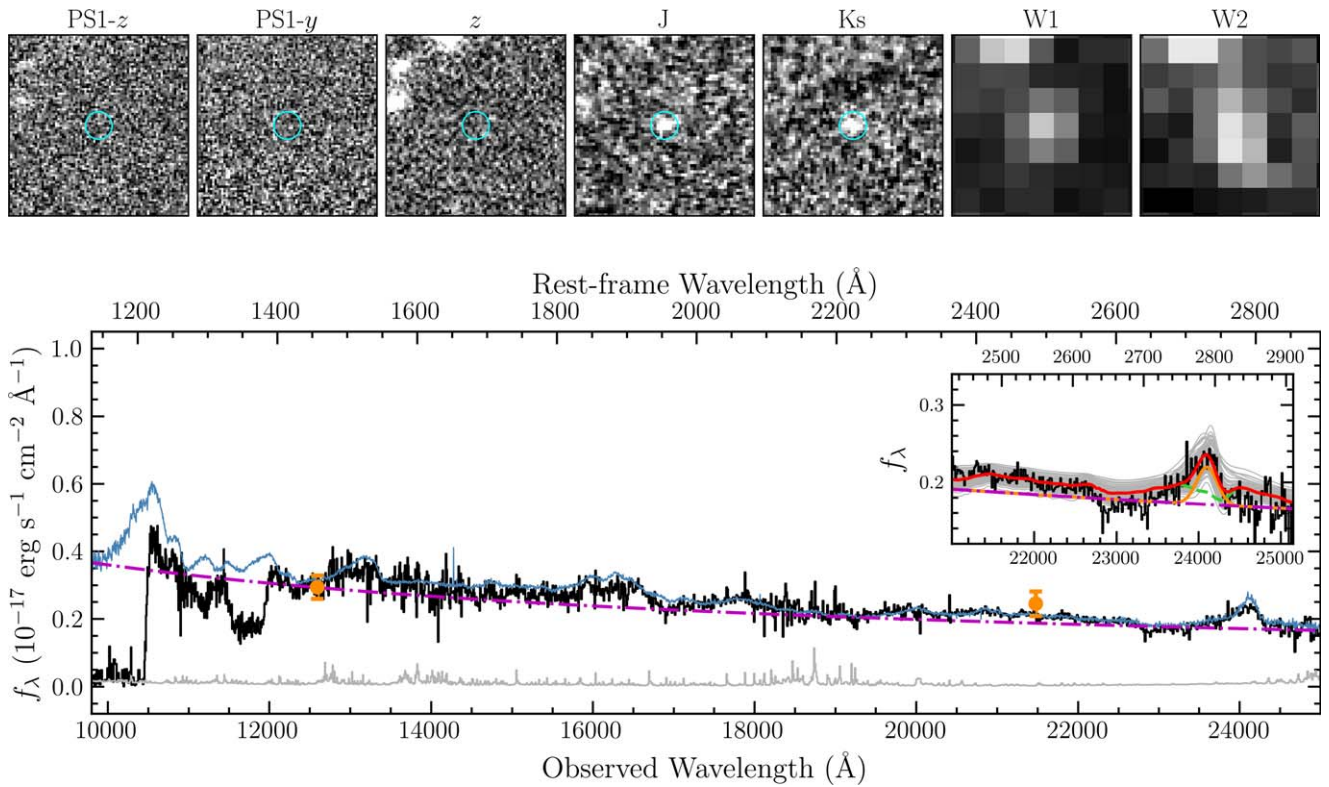 PS1-z PS1-y z J Ks W1 W2
Rest-frame Wavelength (Å)
1200 1400 1600 1800 2000 2200 2400 2600 2800
1.0
0.8
0.6
0.4
0.2
0.0
fλ (10⁻¹⁷ erg s⁻¹ cm⁻² Å⁻¹)
2500 2600 2700 2800 2900
0.3
0.2
fλ
22000 23000 24000 25000
10000 12000 14000 16000 18000 20000 22000 24000
Observed Wavelength (Å)